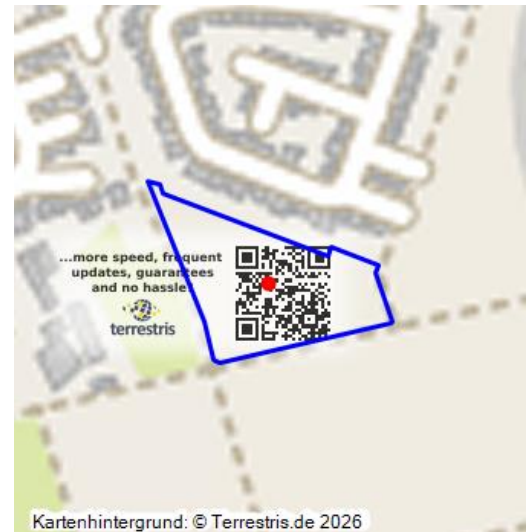 ...more speed, frequent
updates, guarantees
and no hassle
terrestris
Kartenhintergrund: © Terrestris.de 2026